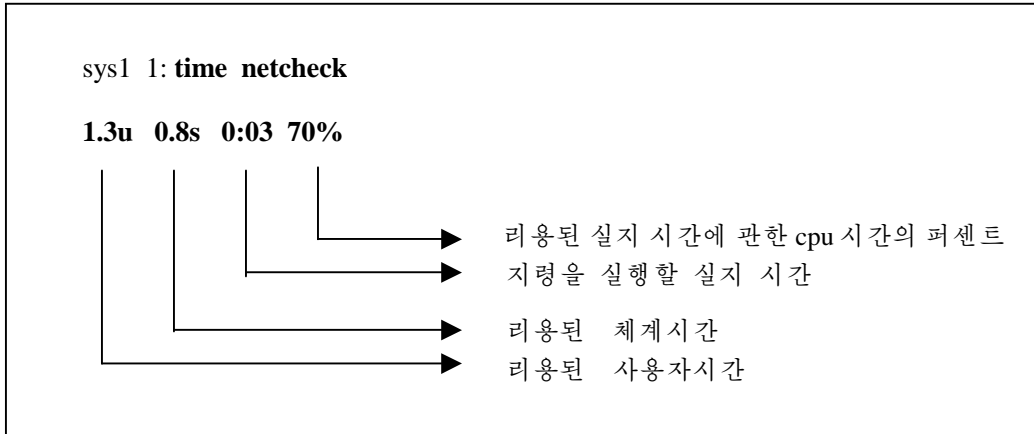 sys1 1: time netcheck
1.3u 0.8s 0:03 70%
리용된 실지 시간에 관한 cpu 시간의 퍼센트
지령을 실행할 실지 시간
리용된 체계시간
리용된 사용자시간